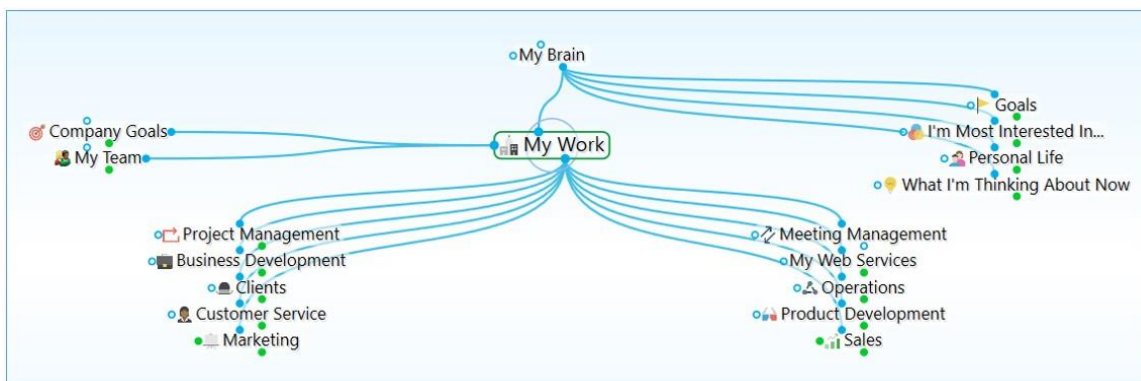 My Brain
Goals
I'm Most Interested In...
Personal Life
What I'm Thinking About Now
Company Goals
My Team
My Work
Project Management
Business Development
Clients
Customer Service
Marketing
Meeting Management
My Web Services
Operations
Product Development
Sales